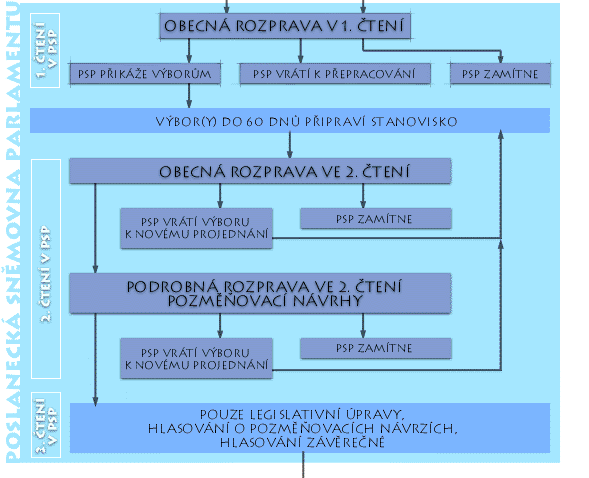 POSLANECKÁ SNĚMOVNA PARLAMENTU
1. ČTENÍ
V PSP
OBECNÁ ROZPRAVA V 1. ČTENÍ
PSP PŘIKÁŽE VÝBORŮM
PSP VRÁTÍ K PŘEPRACOVÁNÍ
PSP ZAMÍTNE
VÝBOR(Y) DO 60 DNŮ PŘIPRAVÍ STANOVISKO
2. ČTENÍ V PSP
OBECNÁ ROZPRAVA VE 2. ČTENÍ
PSP VRÁTÍ VÝBORU
K NOVÉMU PROJEDNÁNÍ
PSP ZAMÍTNE
PODROBNÁ ROZPRAVA VE 2. ČTENÍ
POZMĚŇOVACÍ NÁVRHY
PSP VRÁTÍ VÝBORU
K NOVÉMU PROJEDNÁNÍ
PSP ZAMÍTNE
3. ČTENÍ
V PSP
POUZE LEGISLATIVNÍ ÚPRAVY,
HLASOVÁNÍ O POZMĚŇOVACÍCH NÁVRZÍCH,
HLASOVÁNÍ ZÁVĚREČNÉ